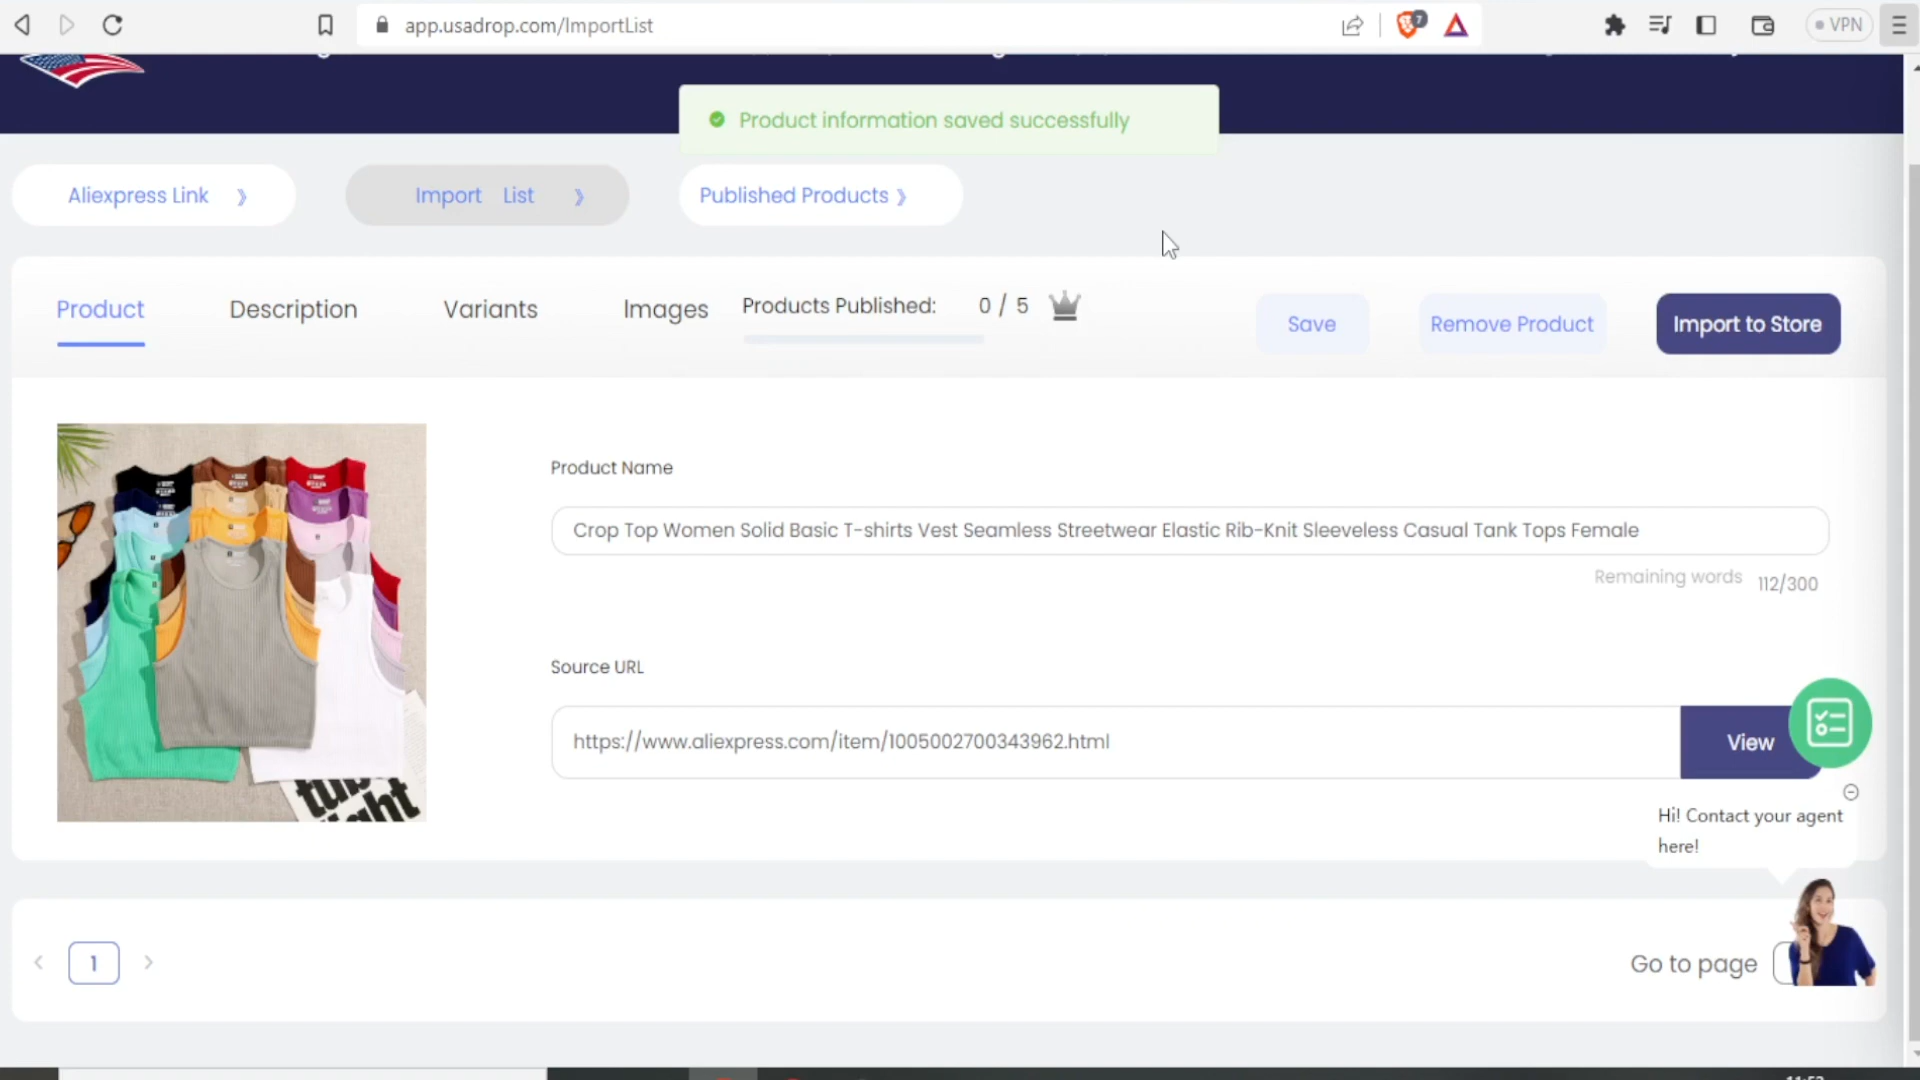 app.usadrop.com/ImportList
7
VPN
Product information saved successfully
Aliexpress Link 》
Import List 》
Published Products 》
Product
Description
Variants
Images
Products Published: 0 / 5
Save
Remove Product
Import to Store
Product Name
Crop Top Women Solid Basic T-shirts Vest Seamless Streetwear Elastic Rib-Knit Sleeveless Casual Tank Tops Female
Remaining words 112/300
Source URL
https://www.aliexpress.com/item/1005002700343962.html
View
Hi! Contact your agent
here!
1
Go to page